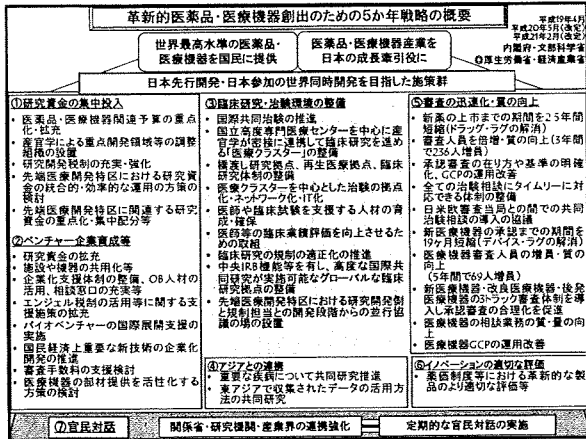 革新的医薬品・医療機器創出のための5か年戦略の概要
平成19年4月
平成20年5月(改定)
平成21年2月(改定)
内閣府・文部科学省
◎厚生労働省・経済産業省
世界最高水準の医薬品・
医療機器を国民に提供
医薬品・医療機器産業を
日本の成長牽引役に
日本先行開発・日本参加の世界同時開発を目指した施策群
①研究資金の集中投入
• 医薬品・医療機器関連予算の重点
化・拡充
• 産官学による重点開発領域等の調整
組織の設置
• 研究開発税制の充実・強化
• 先端医療開発特区における研究資金
の統合的・効率的な運用の方策の
検討
• 先端医療開発特区に関連する研究資
金の重点化・集中配分等
②ベンチャー企業育成等
• 研究資金の拡充
• 施設や機器の共用化等
• 企業化支援体制の整備、OB人材
の活用、相談窓口の充実等
• エンジェル税制の活用等に関する支
援施策の拡充
• バイオベンチャーの国際展開支援の
実施
• 国民経済上重要な新技術の企業化
開発の推進
• 審査手数料の支援検討
• 医療機器の部材供給を活性化する
方策の検討
③臨床研究・治験環境の整備
• 国際共同治験の推進
• 国立高度専門医療センターを中心に産
官学が密接に連携して臨床研究を進め
る「医療クラスター」の整備
• 橋渡し研究拠点、再生医療拠点、臨床
研究体制の整備
• 医療クラスターを中心とした治験の拠点
化・ネットワーク化・IT化
• 医師や臨床試験を支援する人材の育
成・確保
• 医師等の臨床業績評価を向上させるた
めの取組
• 臨床研究の規制の適正化の推進
• 中央IRB機能等を有し、高度な国際共
同研究が実施可能なグローバルな臨床
研究拠点の整備
• 先端医療開発特区における研究開発側
と規制担当との開発段階からの並行協
議の場の設置
④アジアとの連携
• 重要な疾病について共同研究推進
• 東アジアで収集されたデータの活用方
法の共同研究
⑤審査の迅速化・質の向上
• 新薬の上市までの期間を2.5年間
短縮(ドラッグ・ラグの解消)
• 審査人員を倍増・質の向上(3年間
で236人増員)
• 承認審査の在り方や基準の明確
化、GCPの運用改善
• 全ての治験相談にタイムリーに対
応できる体制の整備
• 日米欧審査当局との間での共同
治験相談の導入の協議
• 新医療機器の承認までの期間を
19ヶ月短縮(デバイス・ラグの解消)
• 医療機器審査人員の増員・質の
向上
(5年間で69人増員)
• 新医療機器・改良医療機器・後発
医療機器の3トラック審査体制を導
入し承認審査の合理化を促進
• 医療機器の相談業務の質・量の向
上
• 医療機器GCPの運用改善
⑥イノベーションの適切な評価
• 薬価制度等における革新的な製
品のより適切な評価等
⑦官民対話
関係省・研究機関・産業界の連携強化
定期的な官民対話の実施